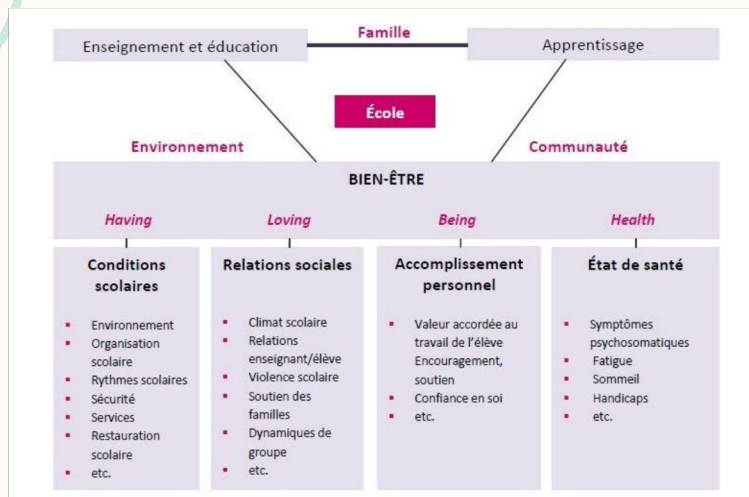 Famille
Enseignement et éducation
Apprentissage
École
Environnement
Communauté
BIEN-ÊTRE
Having
Loving
Being
Health
Conditions
scolaires
▪ Environnement
▪ Organisation
scolaire
▪ Rythmes scolaires
▪ Sécurité
▪ Services
▪ Restauration
scolaire
▪ etc.
Relations sociales
▪ Climat scolaire
▪ Relations
enseignant/élève
▪ Violence scolaire
▪ Soutien des
familles
▪ Dynamiques de
groupe
▪ etc.
Accomplissement
personnel
▪ Valeur accordée au
travail de l’élève
Encouragement,
soutien
▪ Confiance en soi
▪ etc.
État de santé
▪ Symptômes
psychosomatiques
▪ Fatigue
▪ Sommeil
▪ Handicaps
▪ etc.